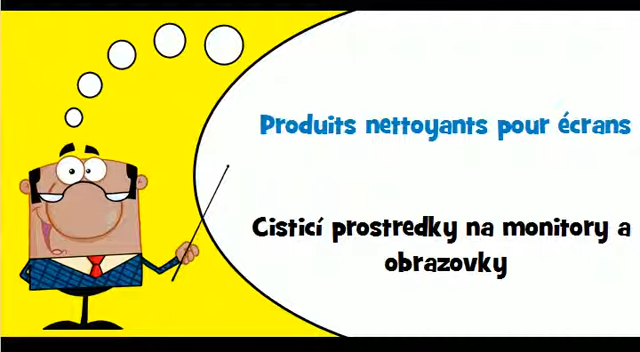 Produits nettoyants pour écrans
Cisticí prostredky na monitory a
obrazovky